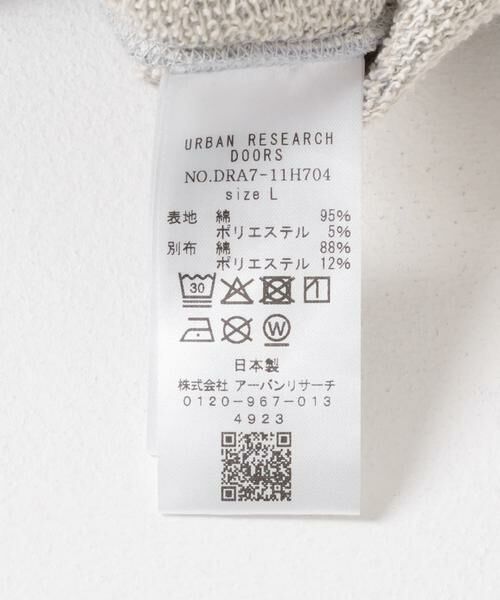 URBAN RESEARCH
DOORS
NO.DRA7-11H704
size L
表地 綿 95%
ポリエステル 5%
別布 綿 88%
ポリエステル 12%
30
W
日本製
株式会社 アーバンリサーチ
0120-967-013
4923